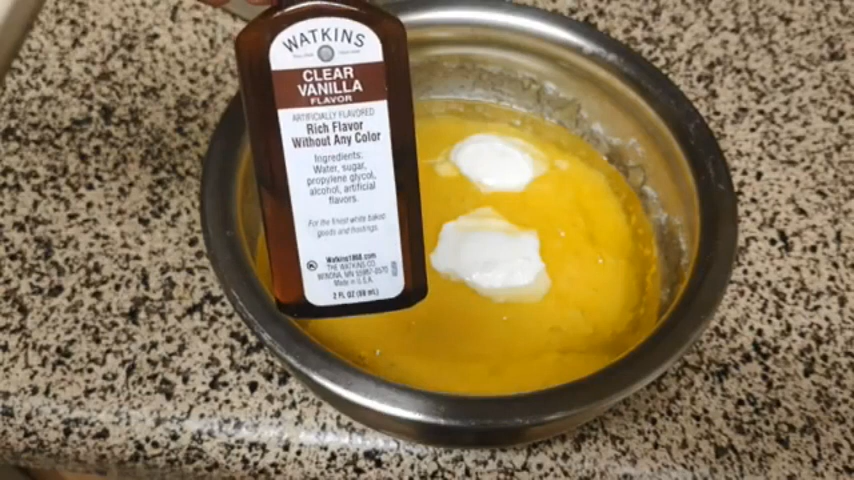 WATKINS
CLEAR
VANILLA
FLAVOR
ARTIFICIALLY FLAVORED
Rich Flavor
Without Any Color
Ingredients:
Water, sugar,
propylene glycol,
alcohol, artificial
flavors.
For the finest white baked
goods and frostings.
Watkins1868.com
THE WATKINS CO.
WINONA, MN 55987-0570
Made in U.S.A.
2 FL OZ (59 mL)